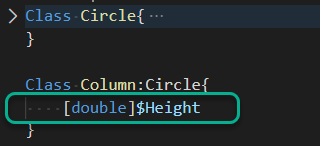 Class Circle{ ...
}
Class Column:Circle{
    [double]$Height
}